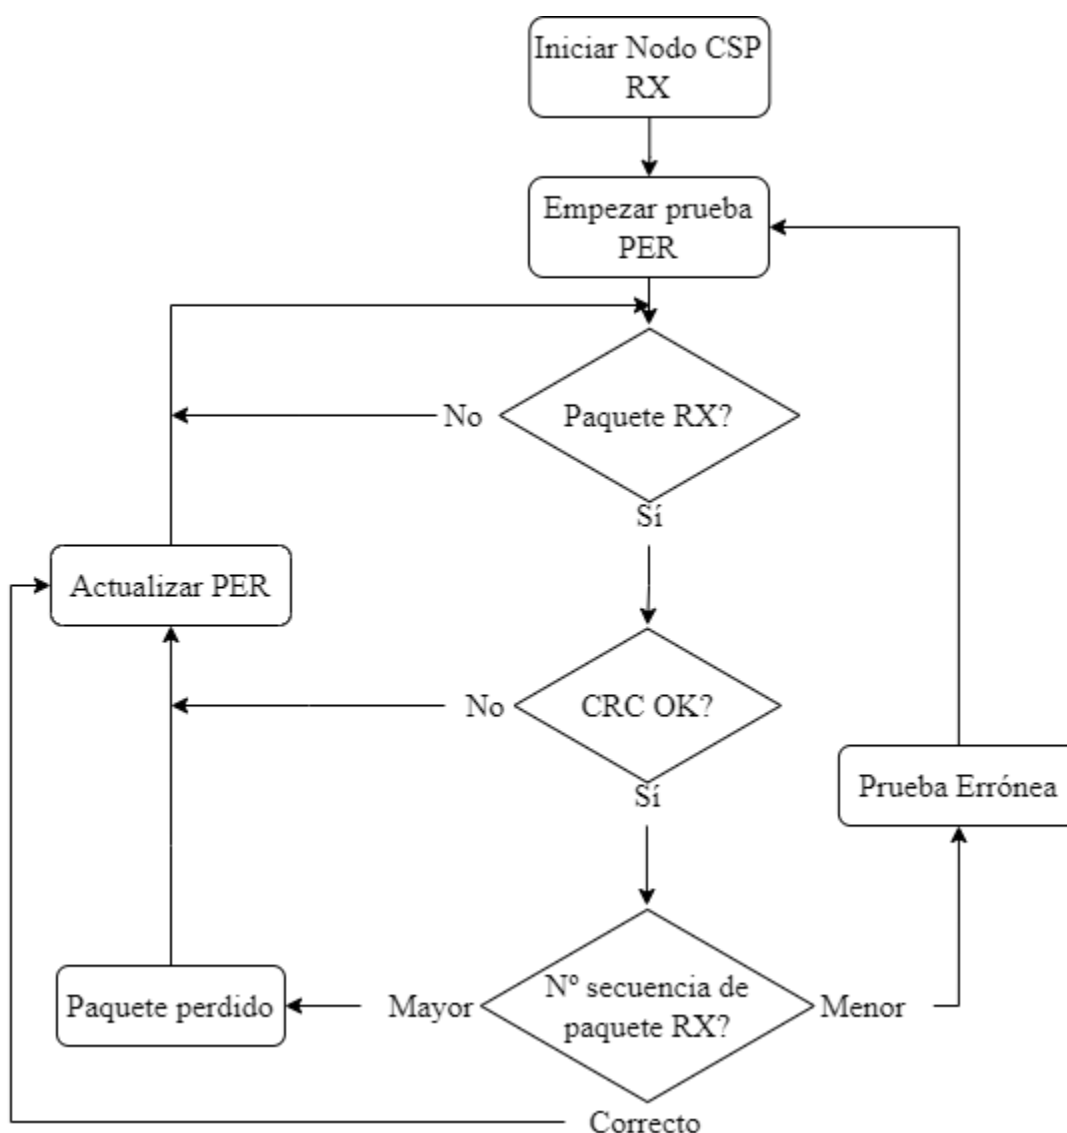 Iniciar Nodo CSP
RX
Empezar prueba
PER
No
Paquete RX?
Sí
Actualizar PER
No
CRC OK?
Sí
Prueba Errónea
Paquete perdido
Mayor
Nº secuencia de
paquete RX?
Menor
Correcto